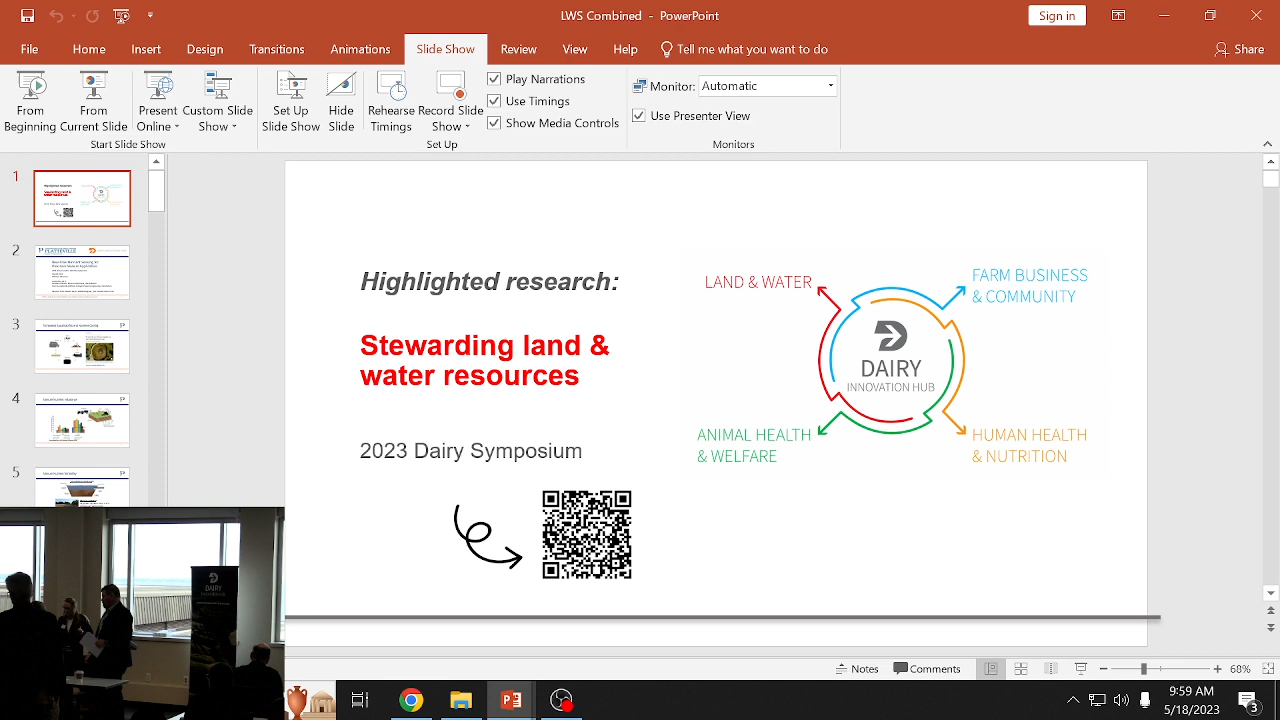 LWS Combined - PowerPoint
Sign in
File Home Insert Design Transitions Animations Slide Show Review View Help Tell me what you want to do Share
From Beginning
From Current Slide
Present Online
Custom Slide Show
Set Up Slide Show
Hide Slide
Rehearse Timings
Record Slide Show
Play Narrations
Use Timings
Show Media Controls
Monitor: Automatic
Use Presenter View
Start Slide Show
Set Up
Monitors
1
2
3
4
5
Highlighted research:
Stewarding land &
water resources
2023 Dairy Symposium
LAND & WATER
FARM BUSINESS
& COMMUNITY
DAIRY
INNOVATION HUB
ANIMAL HEALTH
& WELFARE
HUMAN HEALTH
& NUTRITION
DAIRY
Notes Comments 68%
9:59 AM
5/18/2023
3